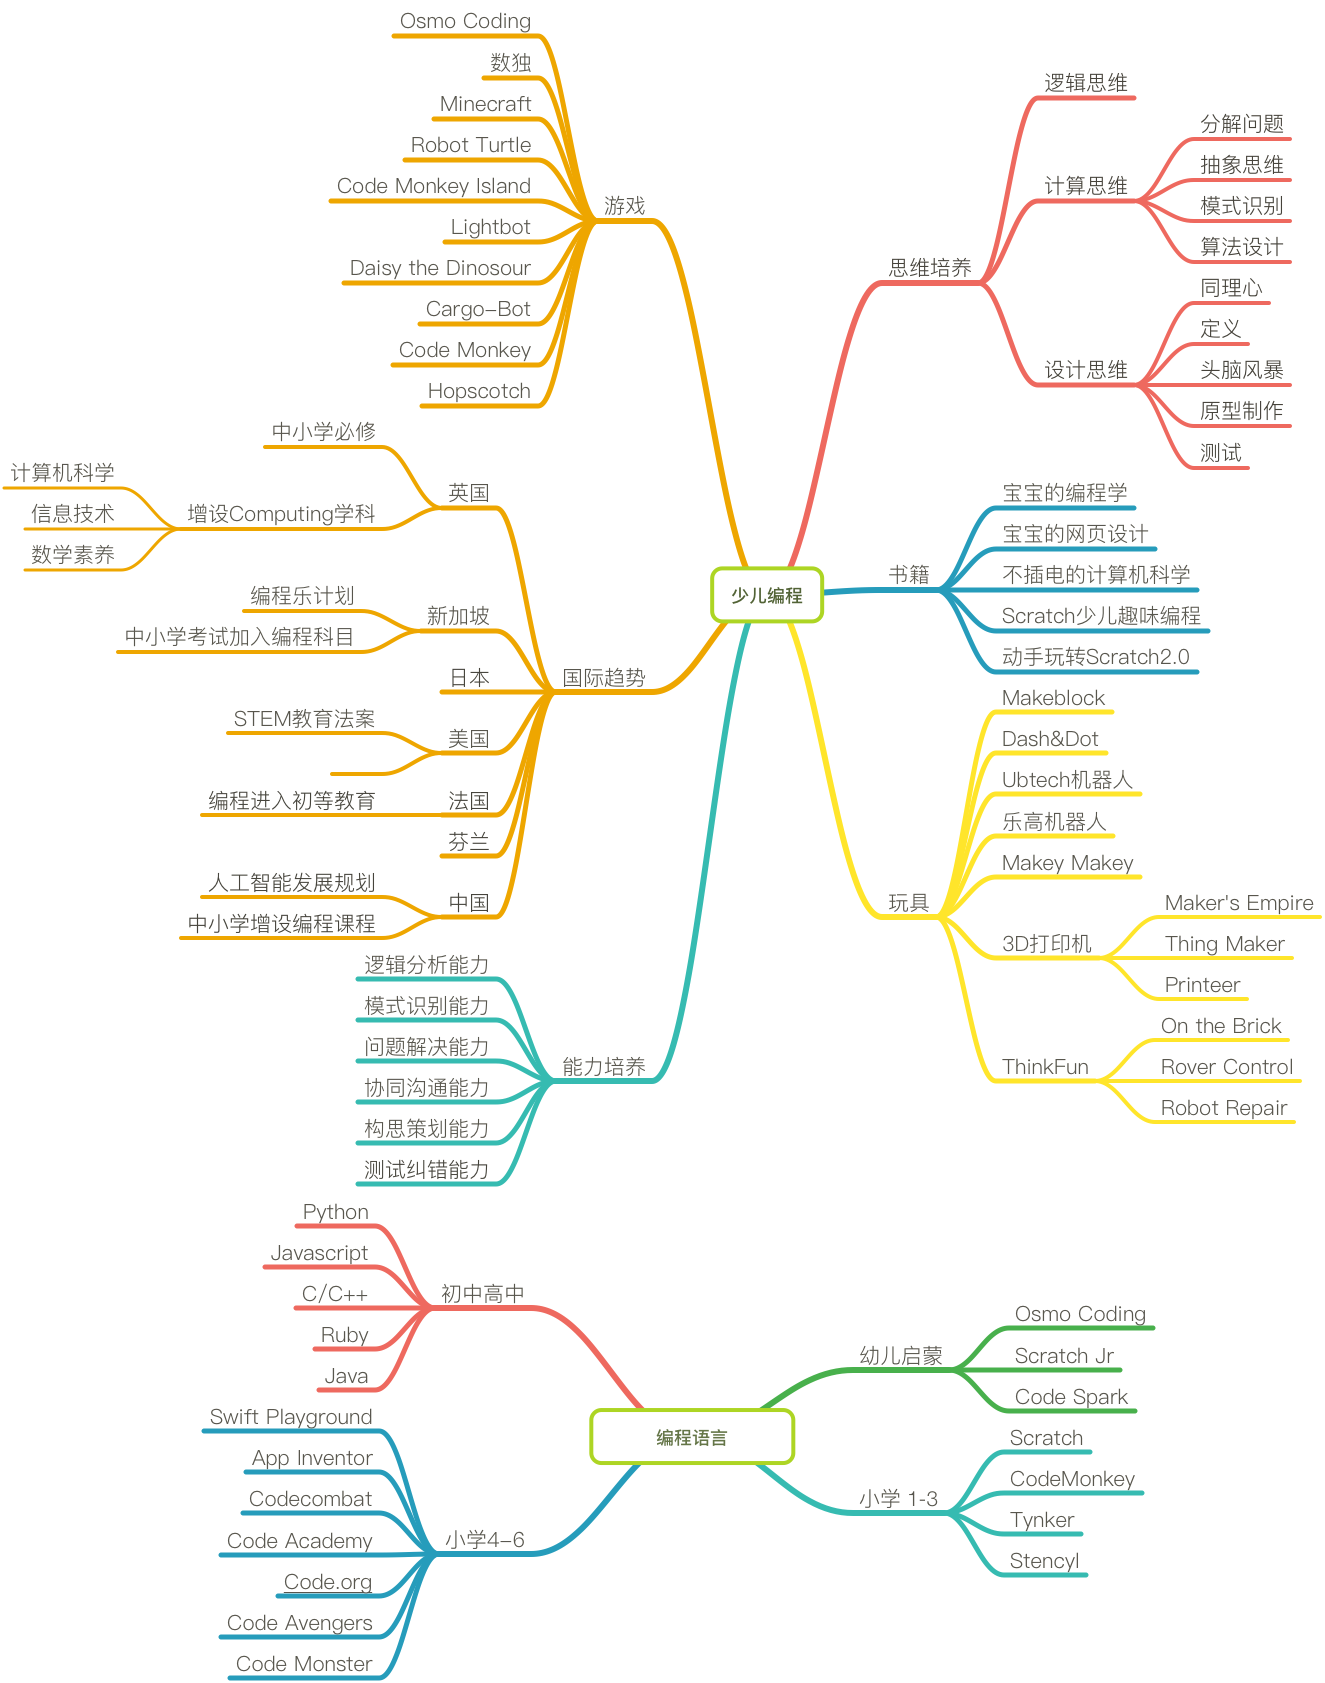 少儿编程
游戏
Osmo Coding
数独
Minecraft
Robot Turtle
Code Monkey Island
Lightbot
Daisy the Dinosour
Cargo-Bot
Code Monkey
Hopscotch
国际趋势
英国
中小学必修
增设Computing学科
计算机科学
信息技术
数学素养
新加坡
编程乐计划
中小学考试加入编程科目
日本
美国
STEM教育法案
法国
编程进入初等教育
芬兰
中国
人工智能发展规划
中小学增设编程课程
能力培养
逻辑分析能力
模式识别能力
问题解决能力
协同沟通能力
构思策划能力
测试纠错能力
思维培养
逻辑思维
计算思维
分解问题
抽象思维
模式识别
算法设计
设计思维
同理心
定义
头脑风暴
原型制作
测试
书籍
宝宝的编程学
宝宝的网页设计
不插电的计算机科学
Scratch少儿趣味编程
动手玩转Scratch2.0
玩具
Makeblock
Dash&Dot
Ubtech机器人
乐高机器人
Makey Makey
3D打印机
Maker's Empire
Thing Maker
Printeer
ThinkFun
On the Brick
Rover Control
Robot Repair
编程语言
初中高中
Python
Javascript
C/C++
Ruby
Java
小学4-6
Swift Playground
App Inventor
Codecombat
Code Academy
Code.org
Code Avengers
Code Monster
幼儿启蒙
Osmo Coding
Scratch Jr
Code Spark
小学 1-3
Scratch
CodeMonkey
Tynker
Stencyl